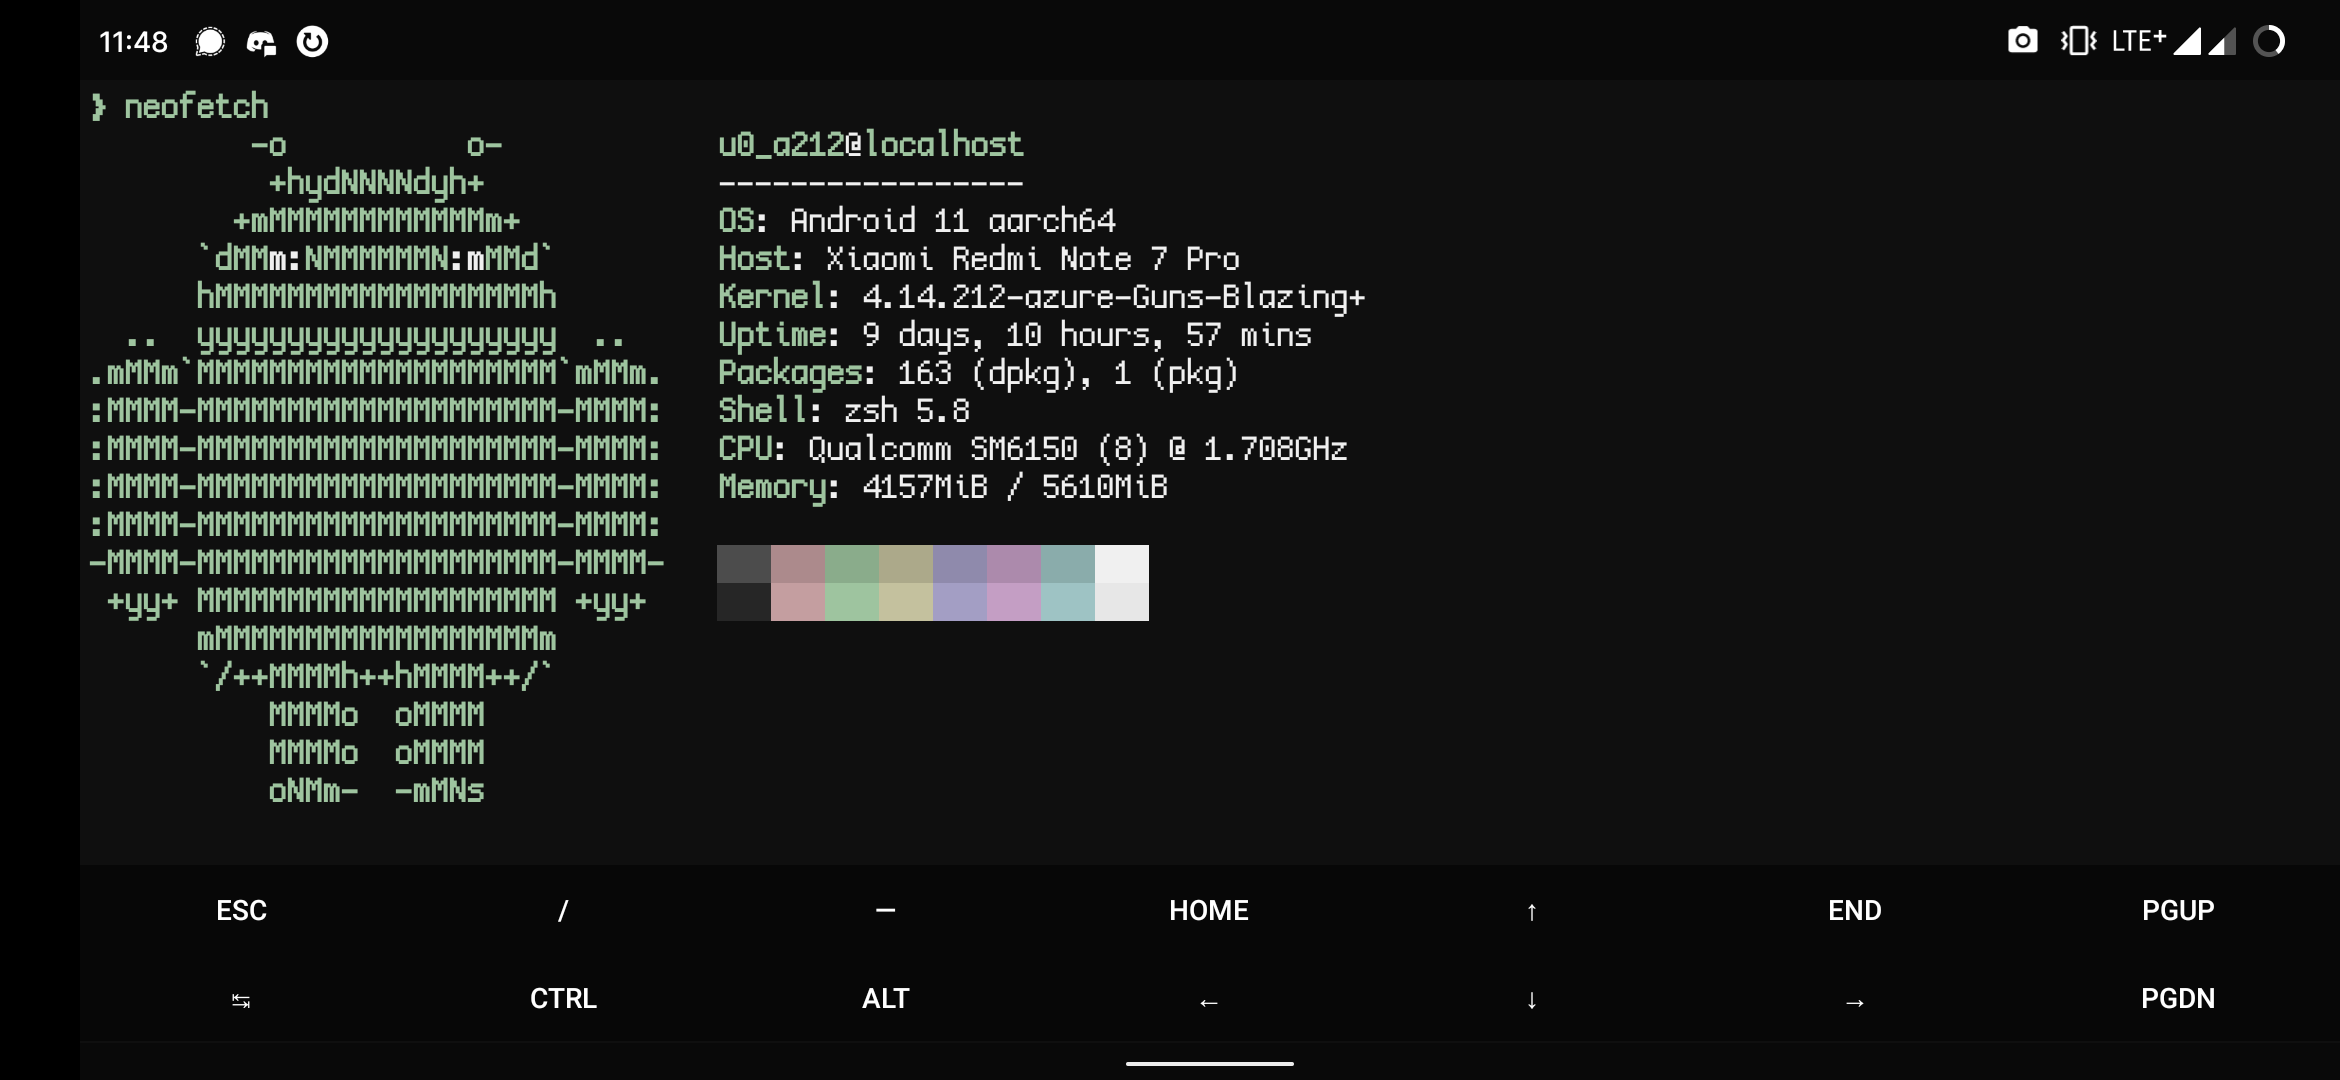 11:48 LTE+
} neofetch
-o          o-
+hydNNNNdyh+
+mMMMMMMMMMMMMm+
`dMMm:NMMMMMMN:mMMd`
hMMMMMMMMMMMMMMMMMMh
..  yyyyyyyyyyyyyyyyyyyy  ..
.mMMm`MMMMMMMMMMMMMMMMMMMM`mMMm.
:MMMM-MMMMMMMMMMMMMMMMMMMM-MMMM:
:MMMM-MMMMMMMMMMMMMMMMMMMM-MMMM:
:MMMM-MMMMMMMMMMMMMMMMMMMM-MMMM:
:MMMM-MMMMMMMMMMMMMMMMMMMM-MMMM:
-MMMM-MMMMMMMMMMMMMMMMMMMM-MMMM-
+yy+ MMMMMMMMMMMMMMMMMMMM +yy+
mMMMMMMMMMMMMMMMMMMm
`/++MMMMh++hMMMM++/`
MMMMo  oMMMM
MMMMo  oMMMM
oNMm-  -mMNs
u0_a212@localhost
-----------------
OS: Android 11 aarch64
Host: Xiaomi Redmi Note 7 Pro
Kernel: 4.14.212-azure-Guns-Blazing+
Uptime: 9 days, 10 hours, 57 mins
Packages: 163 (dpkg), 1 (pkg)
Shell: zsh 5.8
CPU: Qualcomm SM6150 (8) @ 1.708GHz
Memory: 4157MiB / 5610MiB
ESC / — HOME ↑ END PGUP
↹ CTRL ALT ← ↓ → PGDN